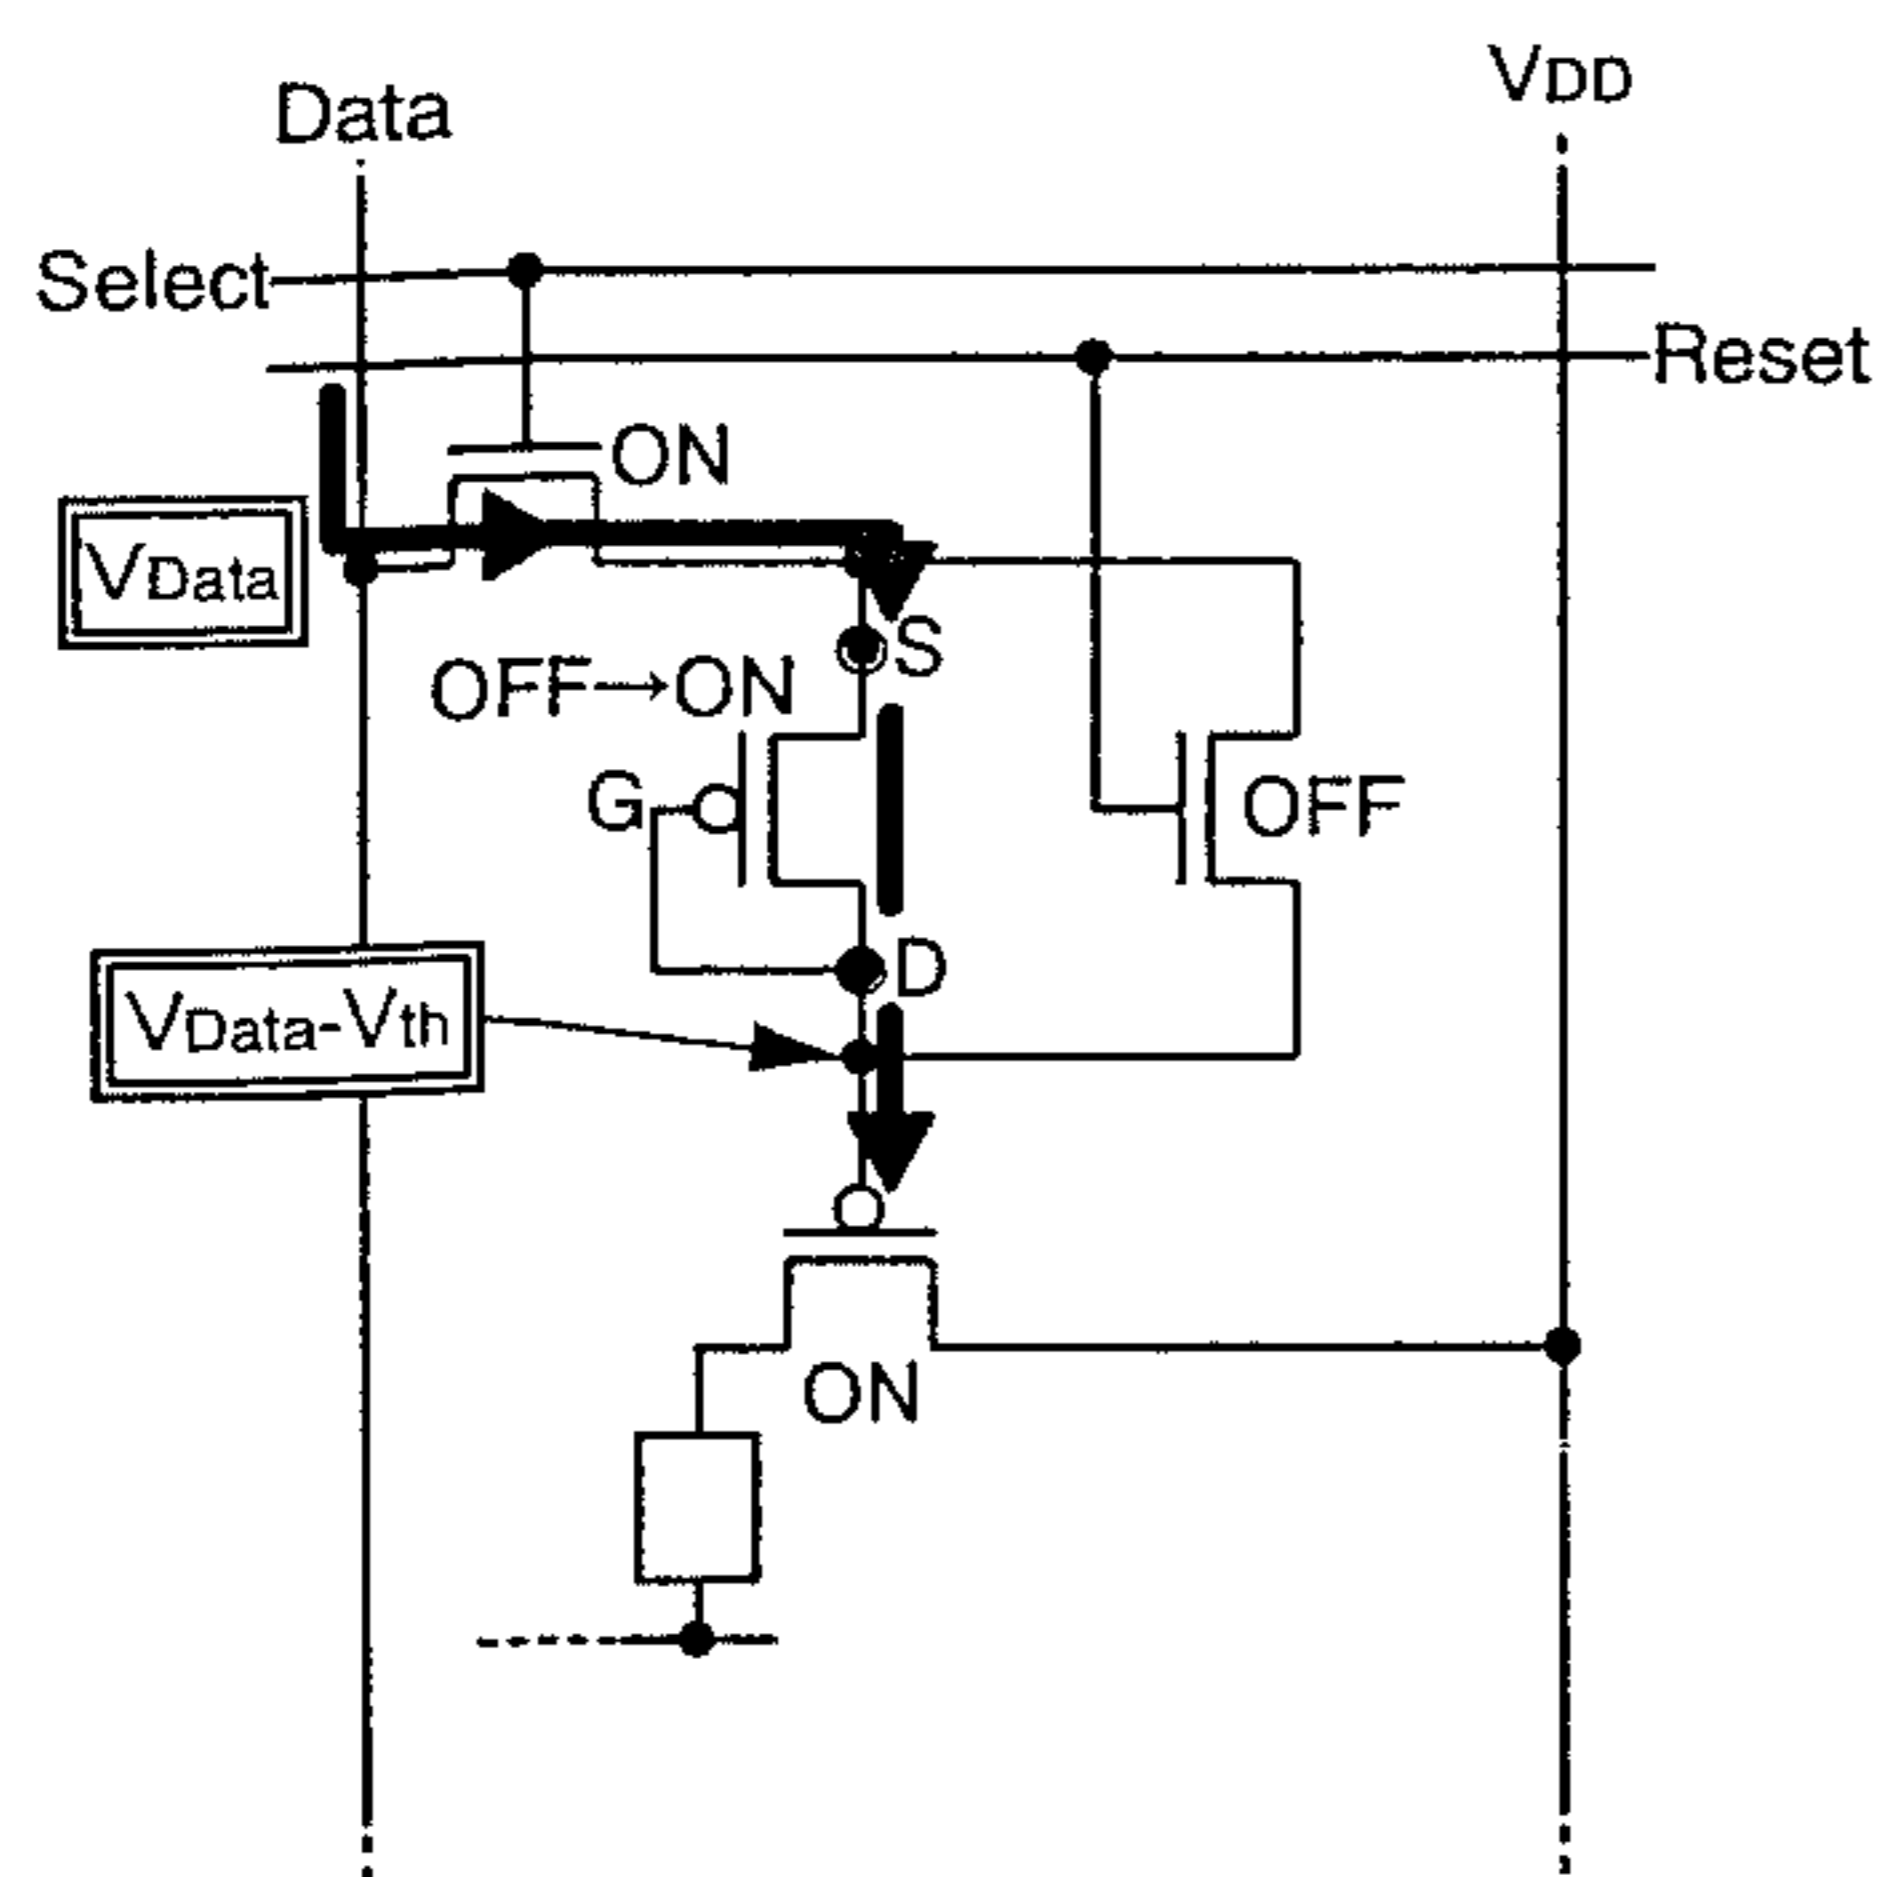 VDD
Data
Select
Reset
ON
VData
S
OFF→ON
G
OFF
D
VData-Vth
ON